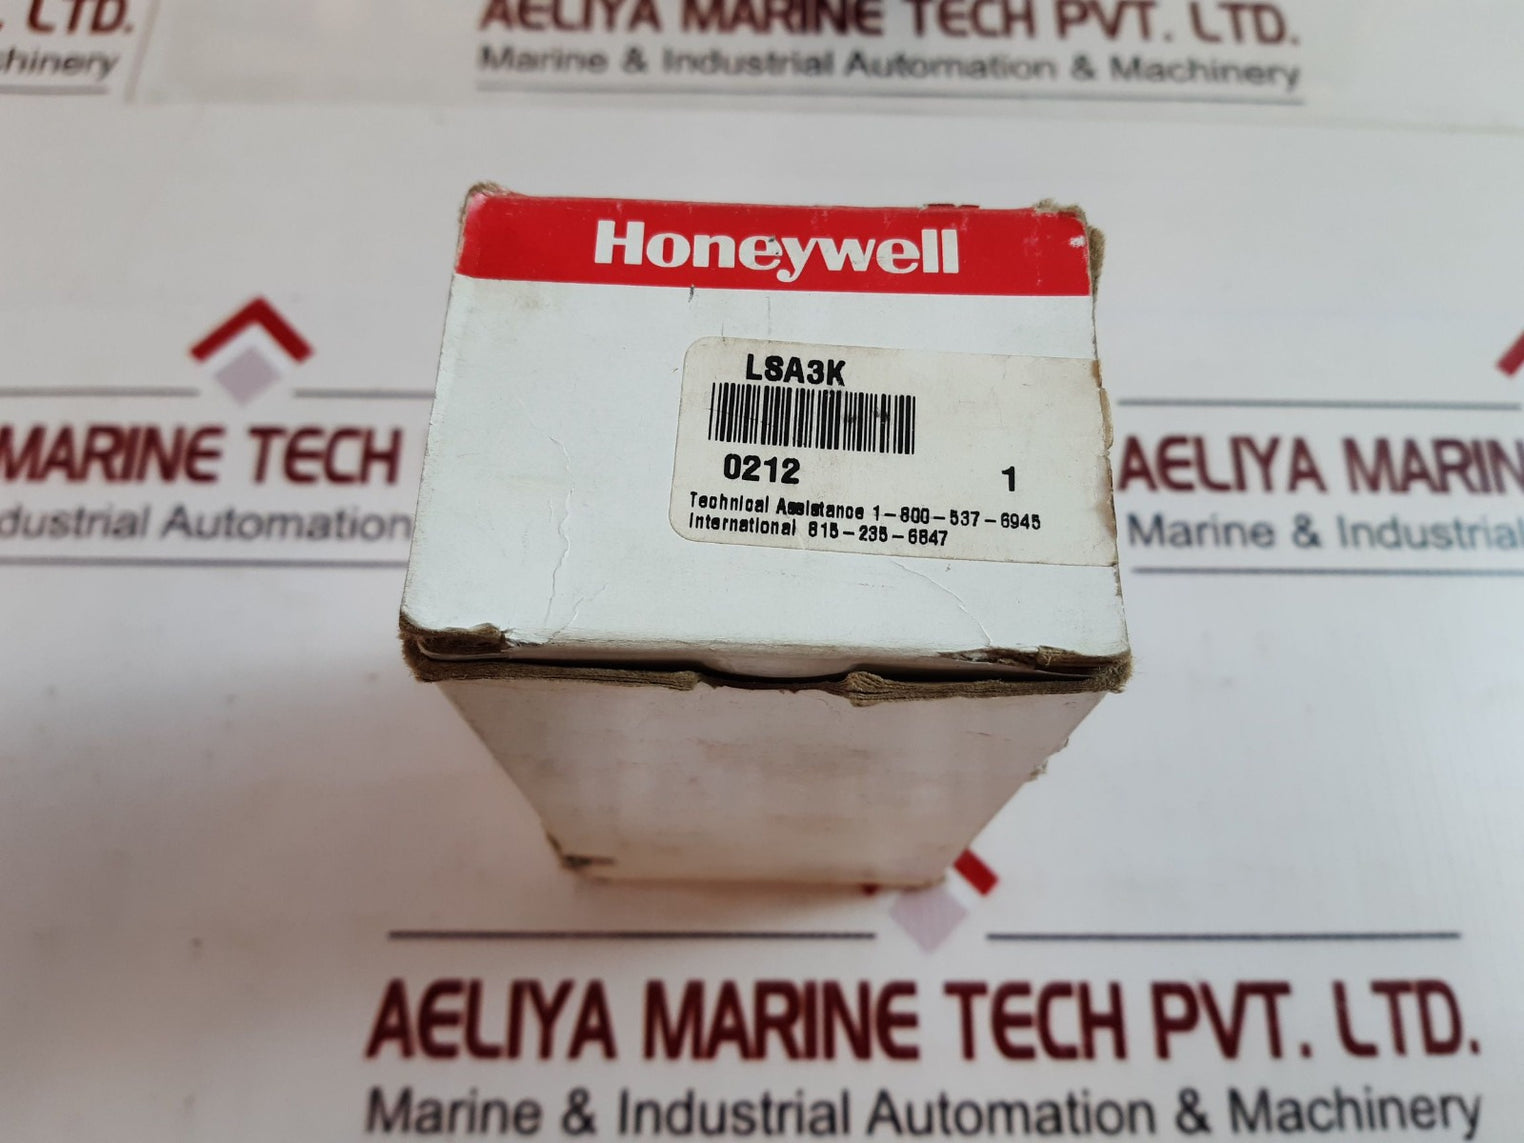 . LTD.
AELIYA MARINE TECH PVT. LTD.
Marine & Industrial Automation & Machinery
Honeywell
LSA3K
0212 1
Technical Assistance 1-800-537-6945
International 815-235-6847
MARINE TECH
AELIYA MARIN
dustrial Automation
Marine & Industrial
AELIYA MARINE TECH PVT. LTD.
Marine & Industrial Automation & Machinery